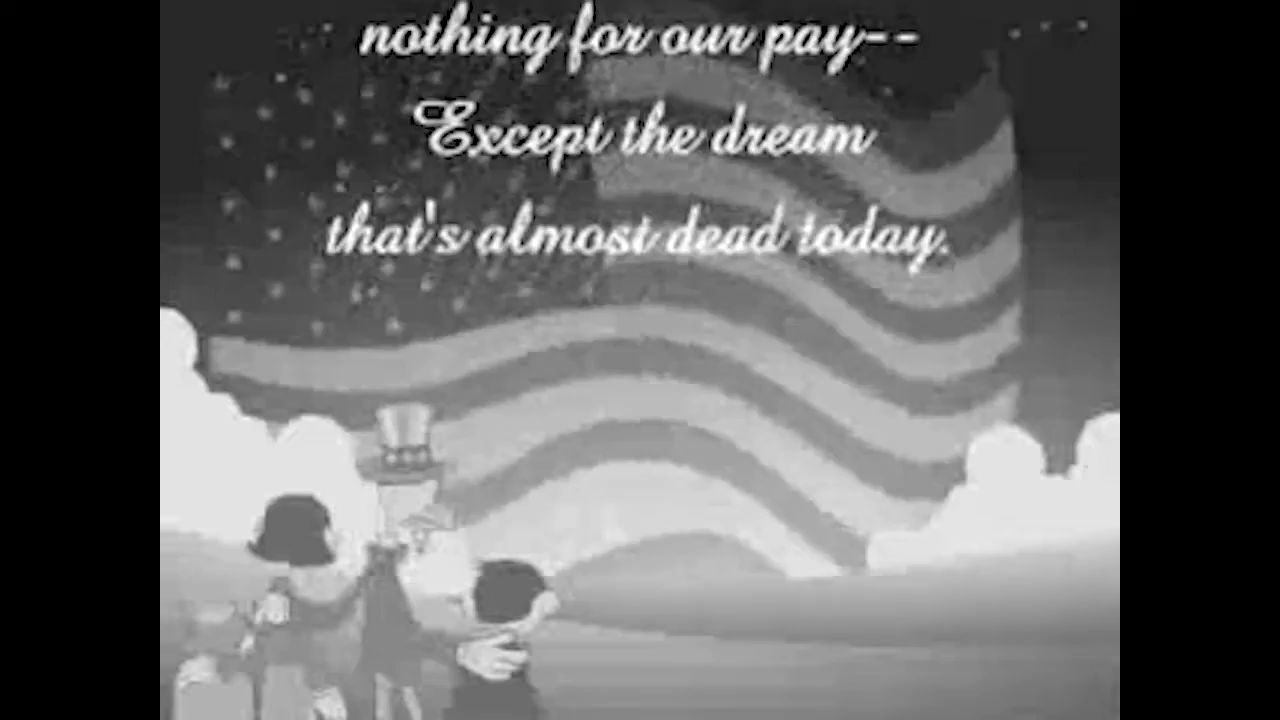 nothing for our pay--
Except the dream
that's almost dead today.